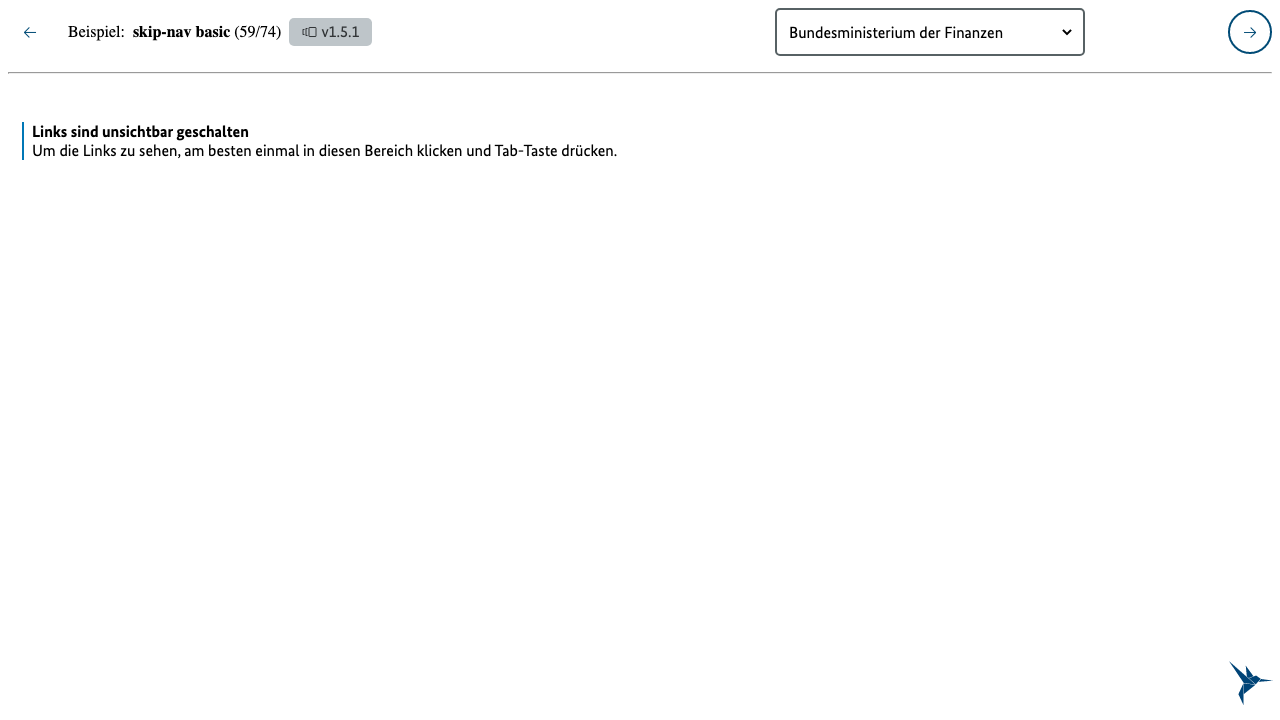 Beispiel: skip-nav basic (59/74) v1.5.1
Bundesministerium der Finanzen
Links sind unsichtbar geschalten
Um die Links zu sehen, am besten einmal in diesen Bereich klicken und Tab-Taste drücken.